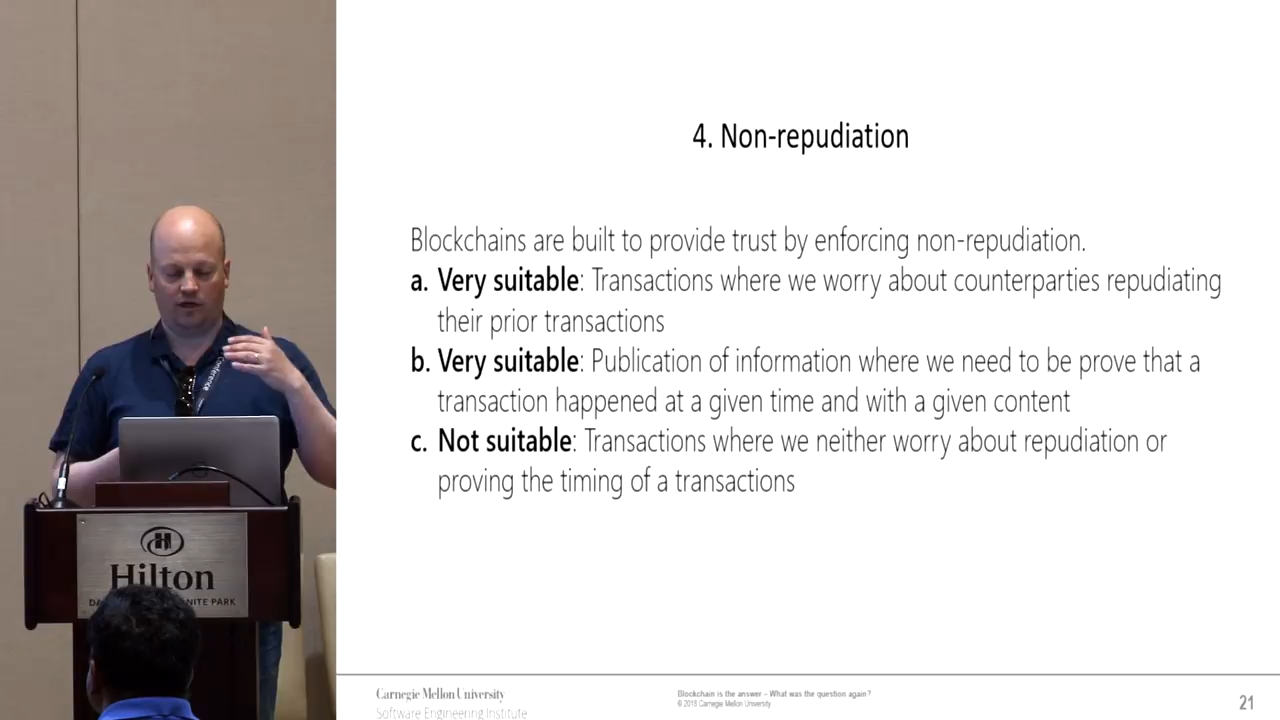 4. Non-repudiation
Blockchains are built to provide trust by enforcing non-repudiation.
a. Very suitable: Transactions where we worry about counterparties repudiating
their prior transactions
b. Very suitable: Publication of information where we need to be prove that a
transaction happened at a given time and with a given content
c. Not suitable: Transactions where we neither worry about repudiation or
proving the timing of a transactions
Conference
Hilton
NITE PARK
Carnegie Mellon University
Software Engineering Institute
Blockchain is the answer – What was the question again?
© 2018 Carnegie Mellon University
21